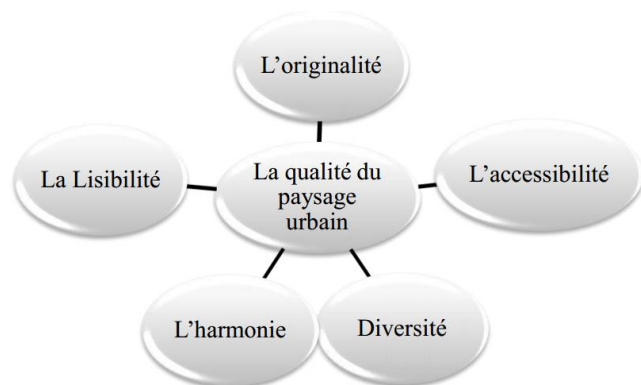 L'originalité
La Lisibilité
La qualité du
paysage
urbain
L'accessibilité
L'harmonie
Diversité